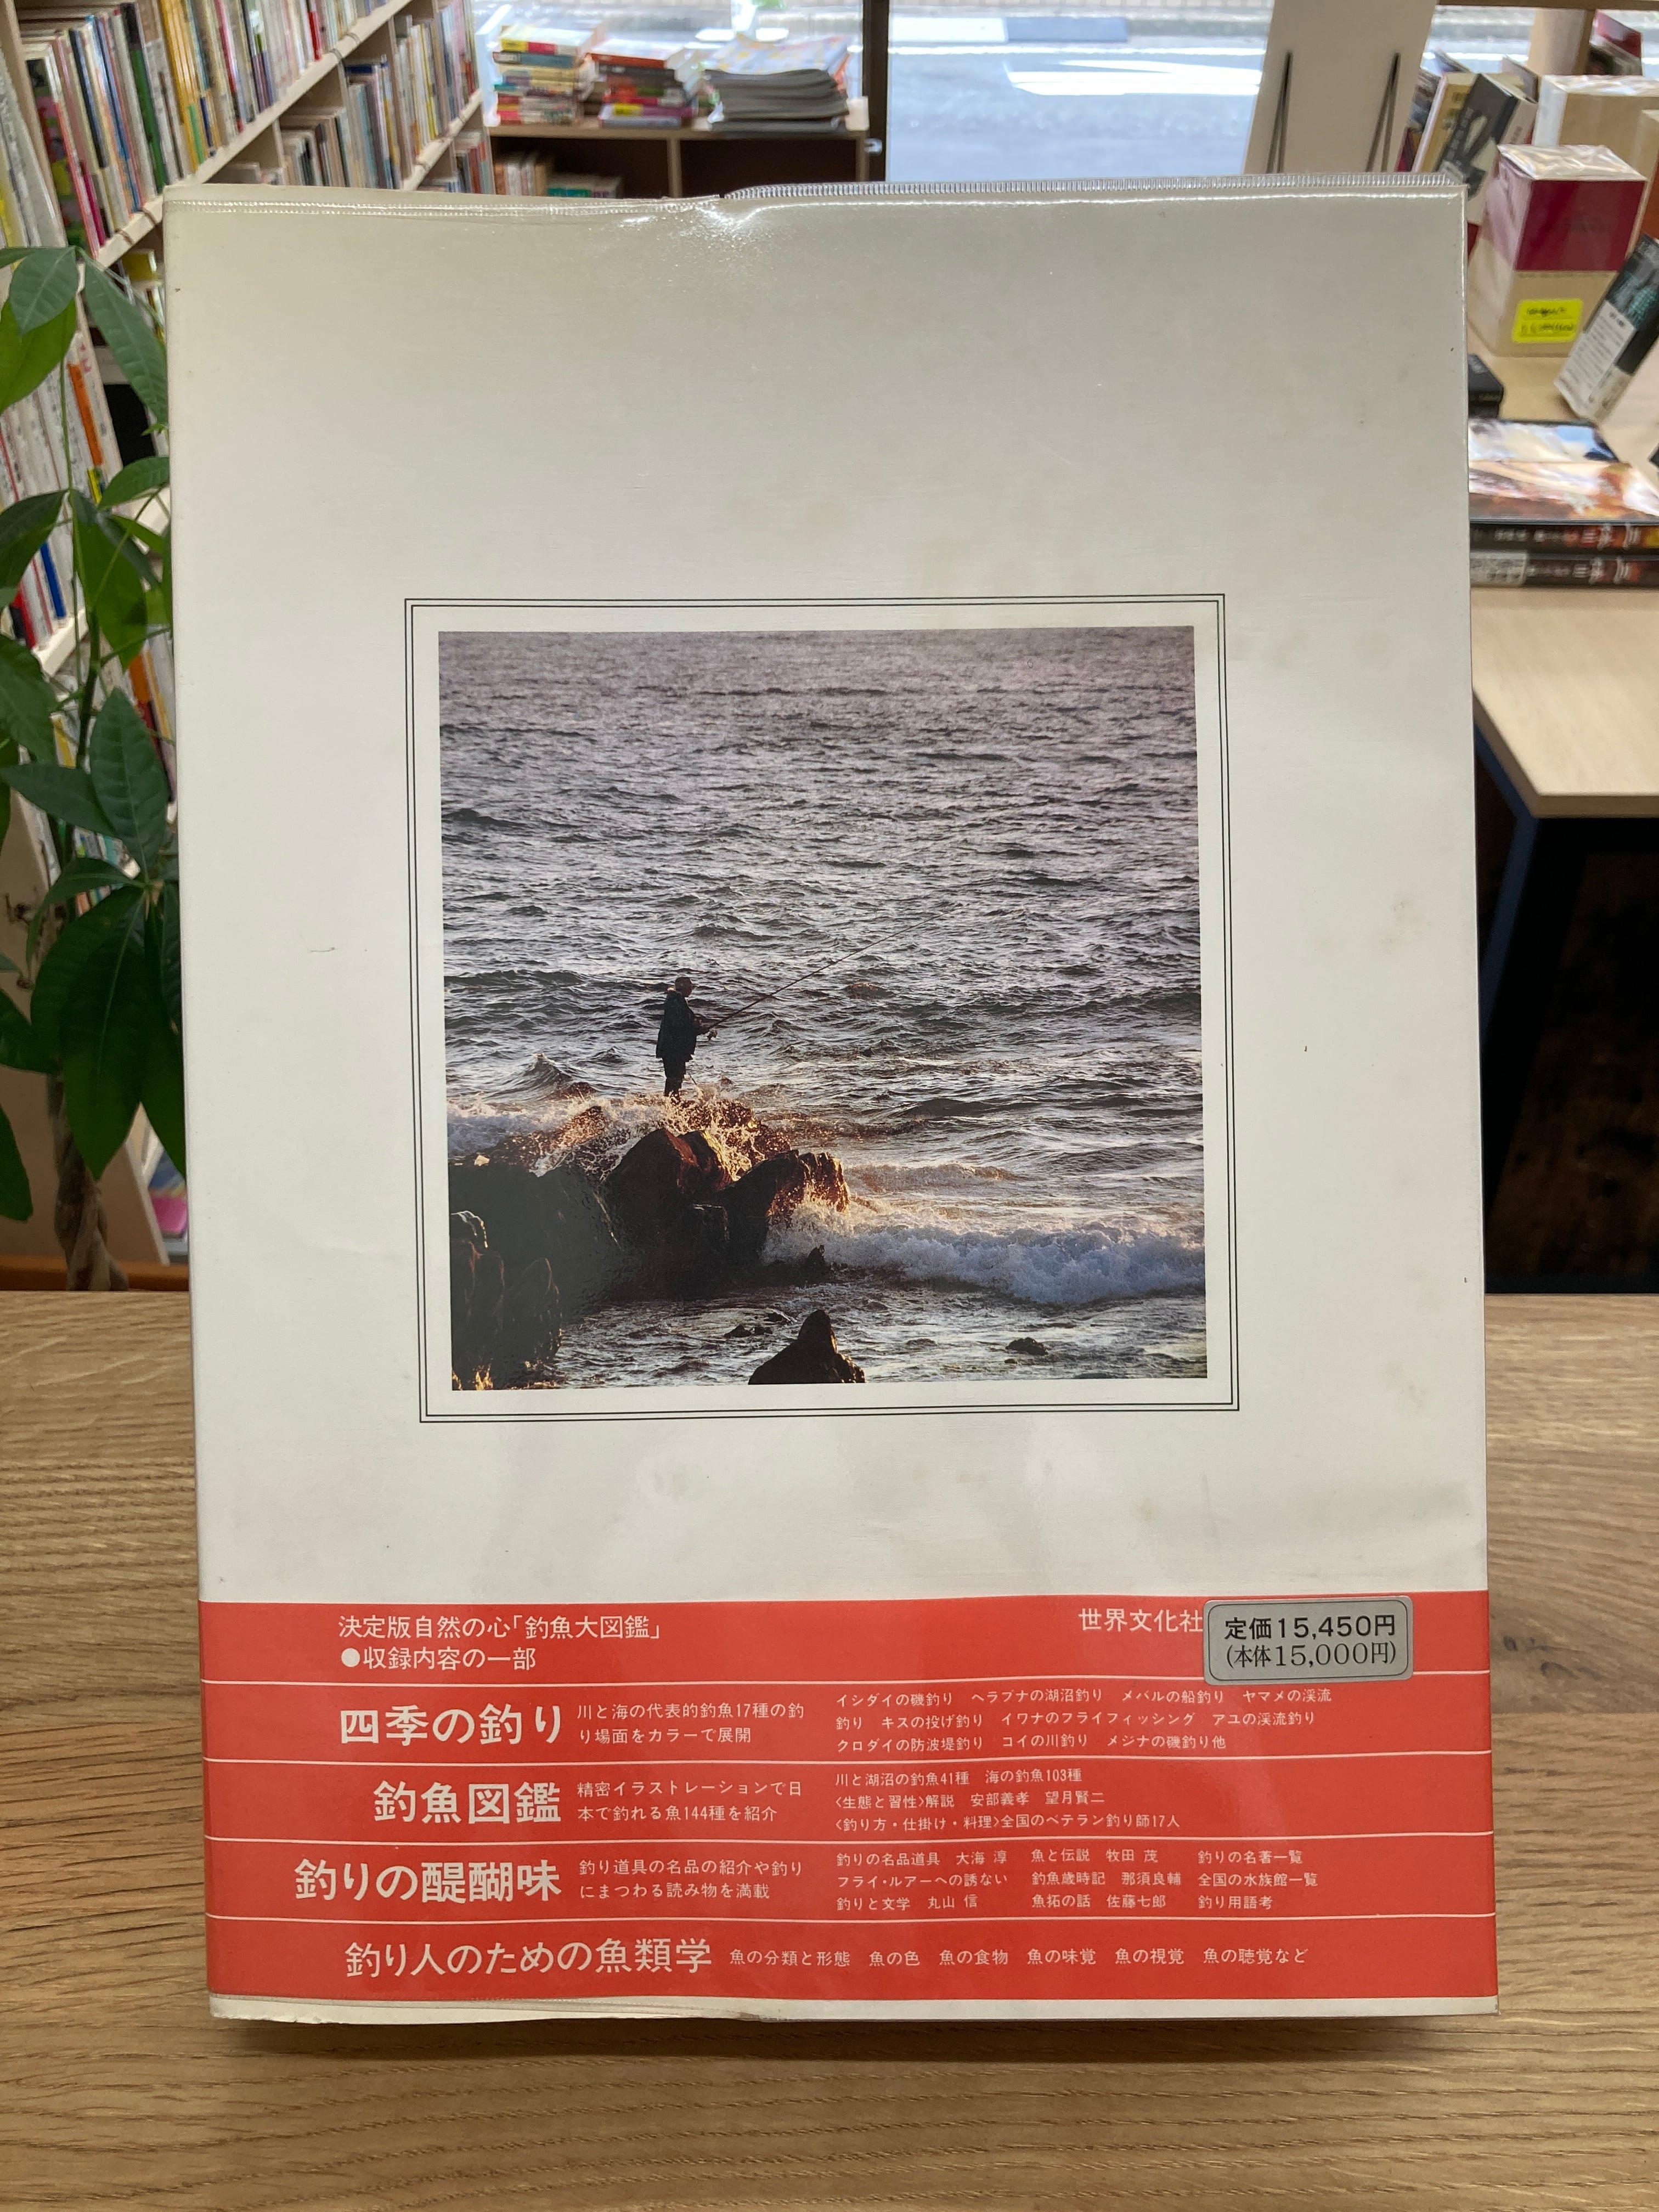 決定版自然の心「釣魚大図鑑」
●収録内容の一部
世界文化社
定価15,450円
(本体15,000円)
四季の釣り
川と海の代表的釣魚17種の釣
り場面をカラーで展開
イシダイの磯釣り ヘラブナの湖沼釣り メバルの船釣り ヤマメの渓流
釣り キスの投げ釣り イワナのフライフィッシング アユの渓流釣り
クロダイの防波堤釣り コイの川釣り メジナの磯釣り他
釣魚図鑑
精密イラストレーションで日
本で釣れる魚144種を紹介
川と湖沼の釣魚41種 海の釣魚103種
〈生態と習性〉解説 安部義孝 望月賢二
〈釣り方・仕掛け・料理〉全国のベテラン釣り師17人
釣りの醍醐味
釣り道具の名品の紹介や釣り
にまつわる読み物を満載
釣りの名品道具 大海 淳 魚と伝説 牧田 茂 釣りの名著一覧
フライ・ルアーへの誘ない 釣魚歳時記 那須良輔 全国の水族館一覧
釣りと文学 丸山 信 魚拓の話 佐藤七郎 釣り用語考
釣り人のための魚類学
魚の分類と形態 魚の色 魚の食物 魚の味覚 魚の視覚 魚の聴覚など